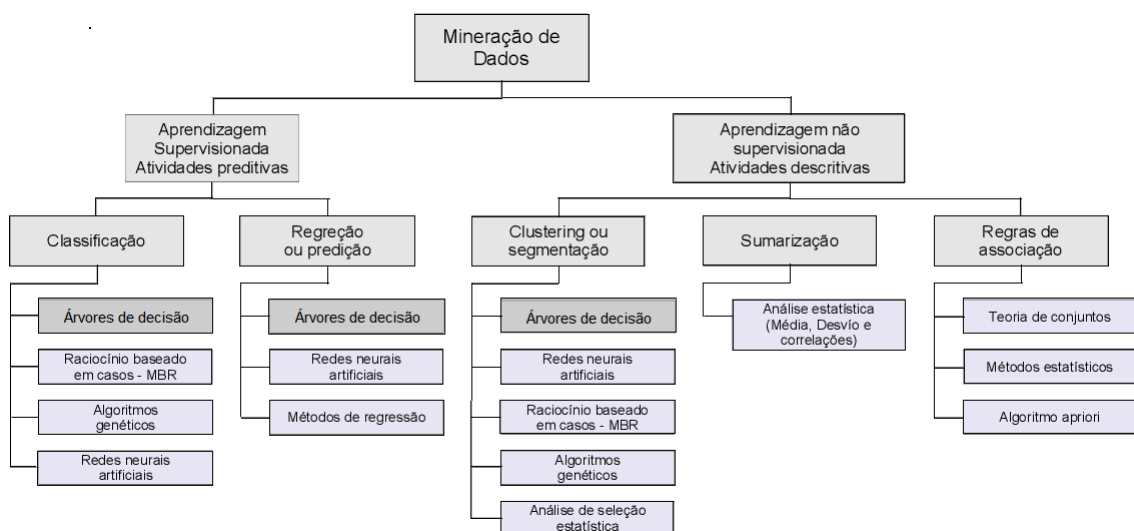 Mineração de
Dados
Aprendizagem
Supervisionada
Atividades preditivas
Aprendizagem não
supervisionada
Atividades descritivas
Classificação
Regreção
ou predição
Clustering ou
segmentação
Sumarização
Regras de
associação
Árvores de decisão
Raciocínio baseado
em casos - MBR
Algoritmos
genéticos
Redes neurais
artificiais
Árvores de decisão
Redes neurais
artificiais
Métodos de regressão
Árvores de decisão
Redes neurais
artificiais
Raciocínio baseado
em casos - MBR
Algoritmos
genéticos
Análise de seleção
estatística
Análise estatística
(Média, Desvío e
correlações)
Teoria de conjuntos
Métodos estatísticos
Algoritmo apriori